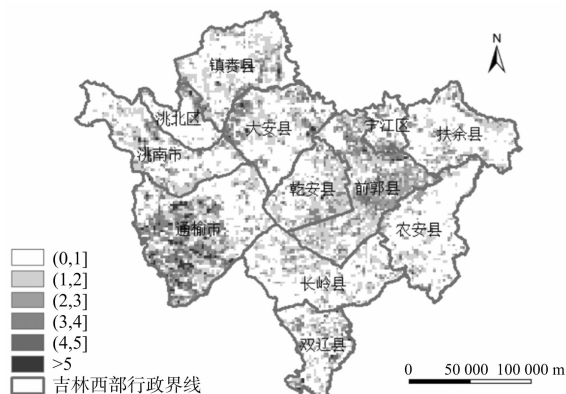 N
镇赉县
洮北区
大安县
宁江区
扶余县
洮南市
乾安县
前郭县
通榆市
农安县
长岭县
双辽县
(0,1]
(1,2]
(2,3]
(3,4]
(4,5]
>5
吉林西部行政界线
0 50 000 100 000 m